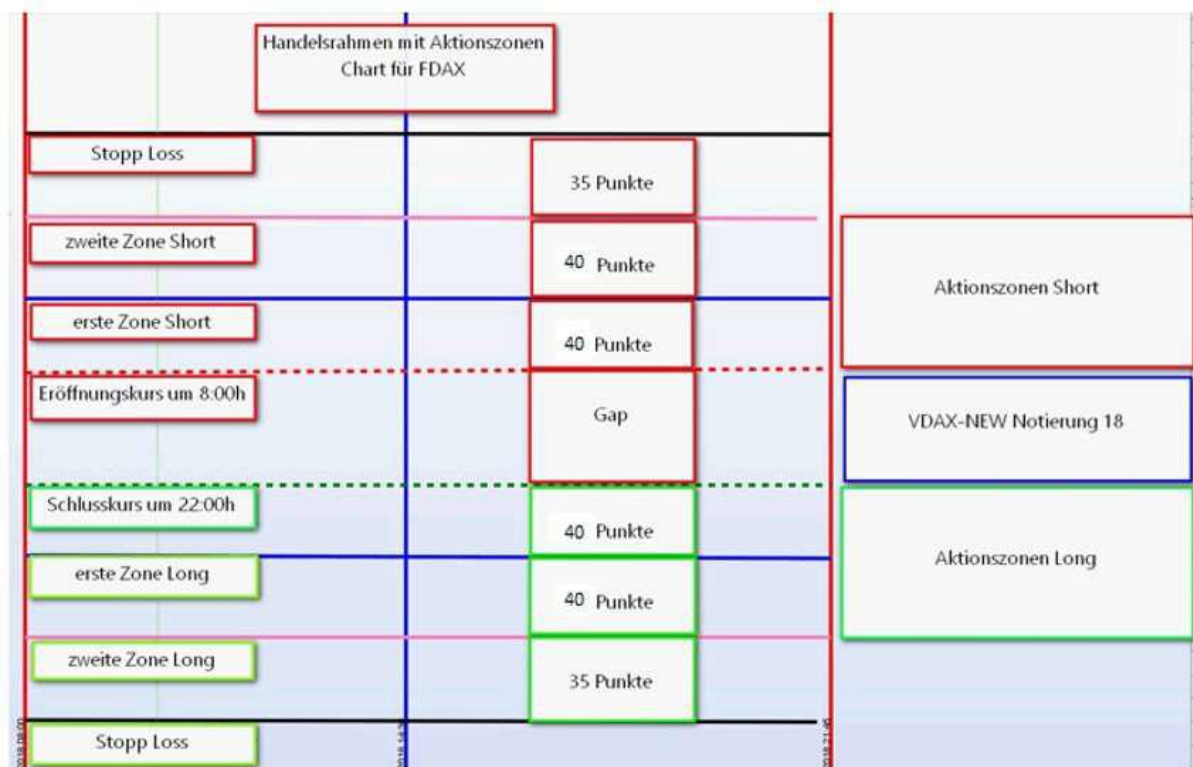 Handelsrahmen mit Aktionszonen
Chart für FDAX
Stopp Loss
35 Punkte
zweite Zone Short
40 Punkte
Aktionszonen Short
erste Zone Short
40 Punkte
Eröffnungskurs um 8:00h
Gap
VDAX-NEW Notierung 18
Schlusskurs um 22:00h
40 Punkte
Aktionszonen Long
erste Zone Long
40 Punkte
zweite Zone Long
35 Punkte
Stopp Loss